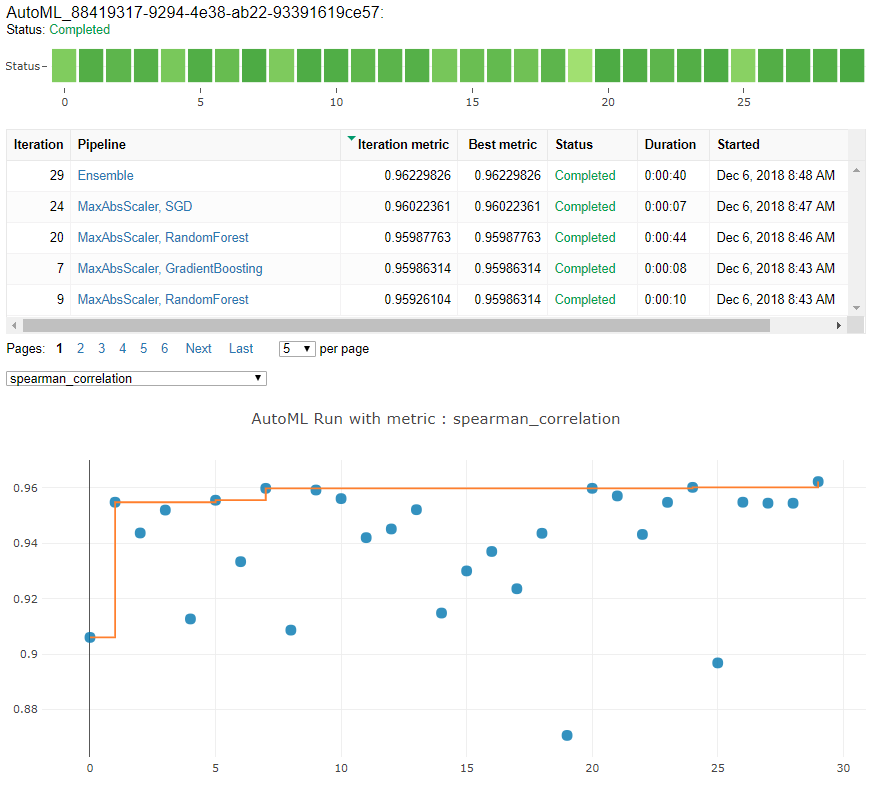 AutoML_88419317-9294-4e38-ab22-93391619ce57:
Status: Completed
Status
0 5 10 15 20 25
Iteration Pipeline Iteration metric Best metric Status Duration Started
29 Ensemble 0.96229826 0.96229826 Completed 0:00:40 Dec 6, 2018 8:48 AM
24 MaxAbsScaler, SGD 0.96022361 0.96022361 Completed 0:00:07 Dec 6, 2018 8:47 AM
20 MaxAbsScaler, RandomForest 0.95987763 0.95987763 Completed 0:00:44 Dec 6, 2018 8:46 AM
7 MaxAbsScaler, GradientBoosting 0.95986314 0.95986314 Completed 0:00:08 Dec 6, 2018 8:43 AM
9 MaxAbsScaler, RandomForest 0.95926104 0.95986314 Completed 0:00:10 Dec 6, 2018 8:43 AM
Pages: 1 2 3 4 5 6 Next Last 5 per page
spearman_correlation
AutoML Run with metric : spearman_correlation
0.96
0.94
0.92
0.9
0.88
0 5 10 15 20 25 30